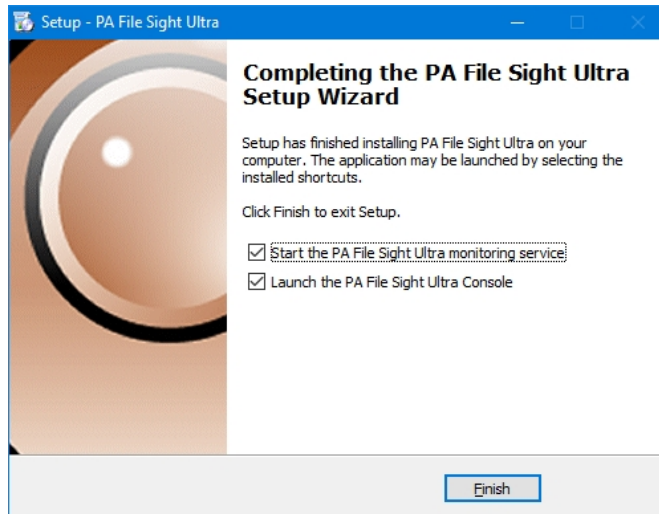 Setup - PA File Sight Ultra
Completing the PA File Sight Ultra
Setup Wizard
Setup has finished installing PA File Sight Ultra on your
computer. The application may be launched by selecting the
installed shortcuts.
Click Finish to exit Setup.
Start the PA File Sight Ultra monitoring service
Launch the PA File Sight Ultra Console
Finish